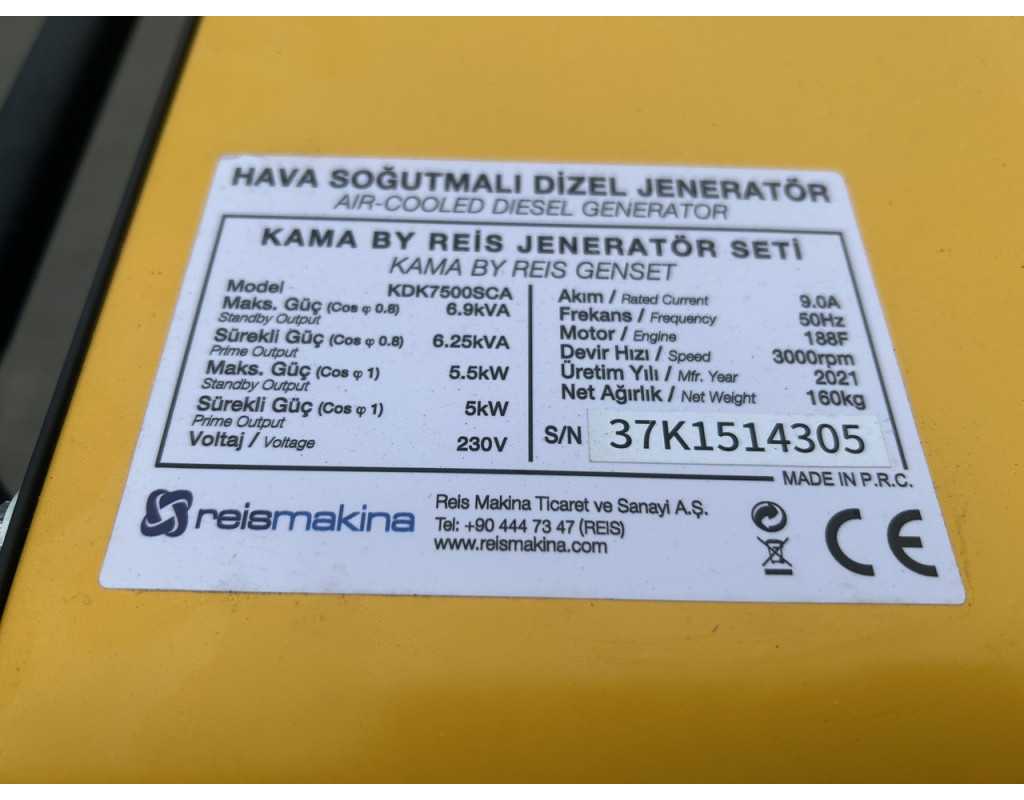 HAVA SOĞUTMALI DİZEL JENERATÖR
AIR-COOLED DIESEL GENERATOR
KAMA BY REİS JENERATÖR SETİ
KAMA BY REIS GENSET
Model KDK7500SCA
Maks. Güç (Cos φ 0.8) 6.9kVA
Standby Output
Sürekli Güç (Cos φ 0.8) 6.25kVA
Prime Output
Maks. Güç (Cos φ 1) 5.5kW
Standby Output
Sürekli Güç (Cos φ 1) 5kW
Prime Output
Voltaj / Voltage 230V
Akım / Rated Current 9.0A
Frekans / Frequency 50Hz
Motor / Engine 188F
Devir Hızı / Speed 3000rpm
Üretim Yılı / Mfr. Year 2021
Net Ağırlık / Net Weight 160kg
S/N 37K1514305
MADE IN P.R.C.
reismakina
Reis Makina Ticaret ve Sanayi A.Ş.
Tel: +90 444 73 47 (REIS)
www.reismakina.com
CE